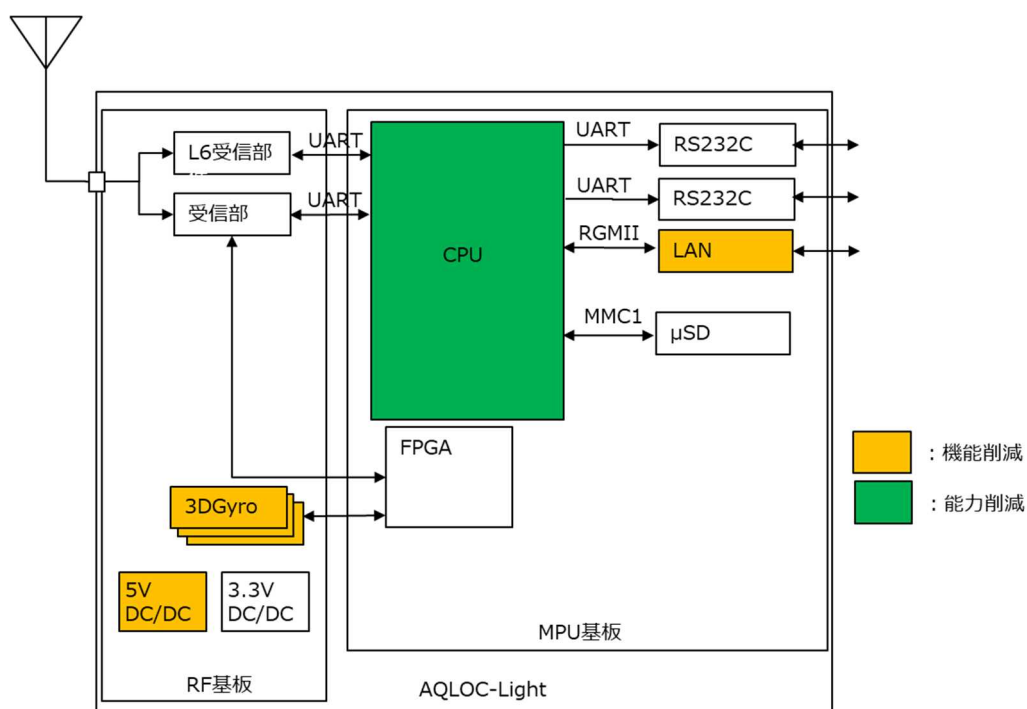 L6受信部
受信部
UART
UART
CPU
UART
RS232C
UART
RS232C
RGMII
LAN
MMC1
μSD
FPGA
3DGyro
5V
DC/DC
3.3V
DC/DC
RF基板
MPU基板
AQLOC-Light
：機能削減
：能力削減